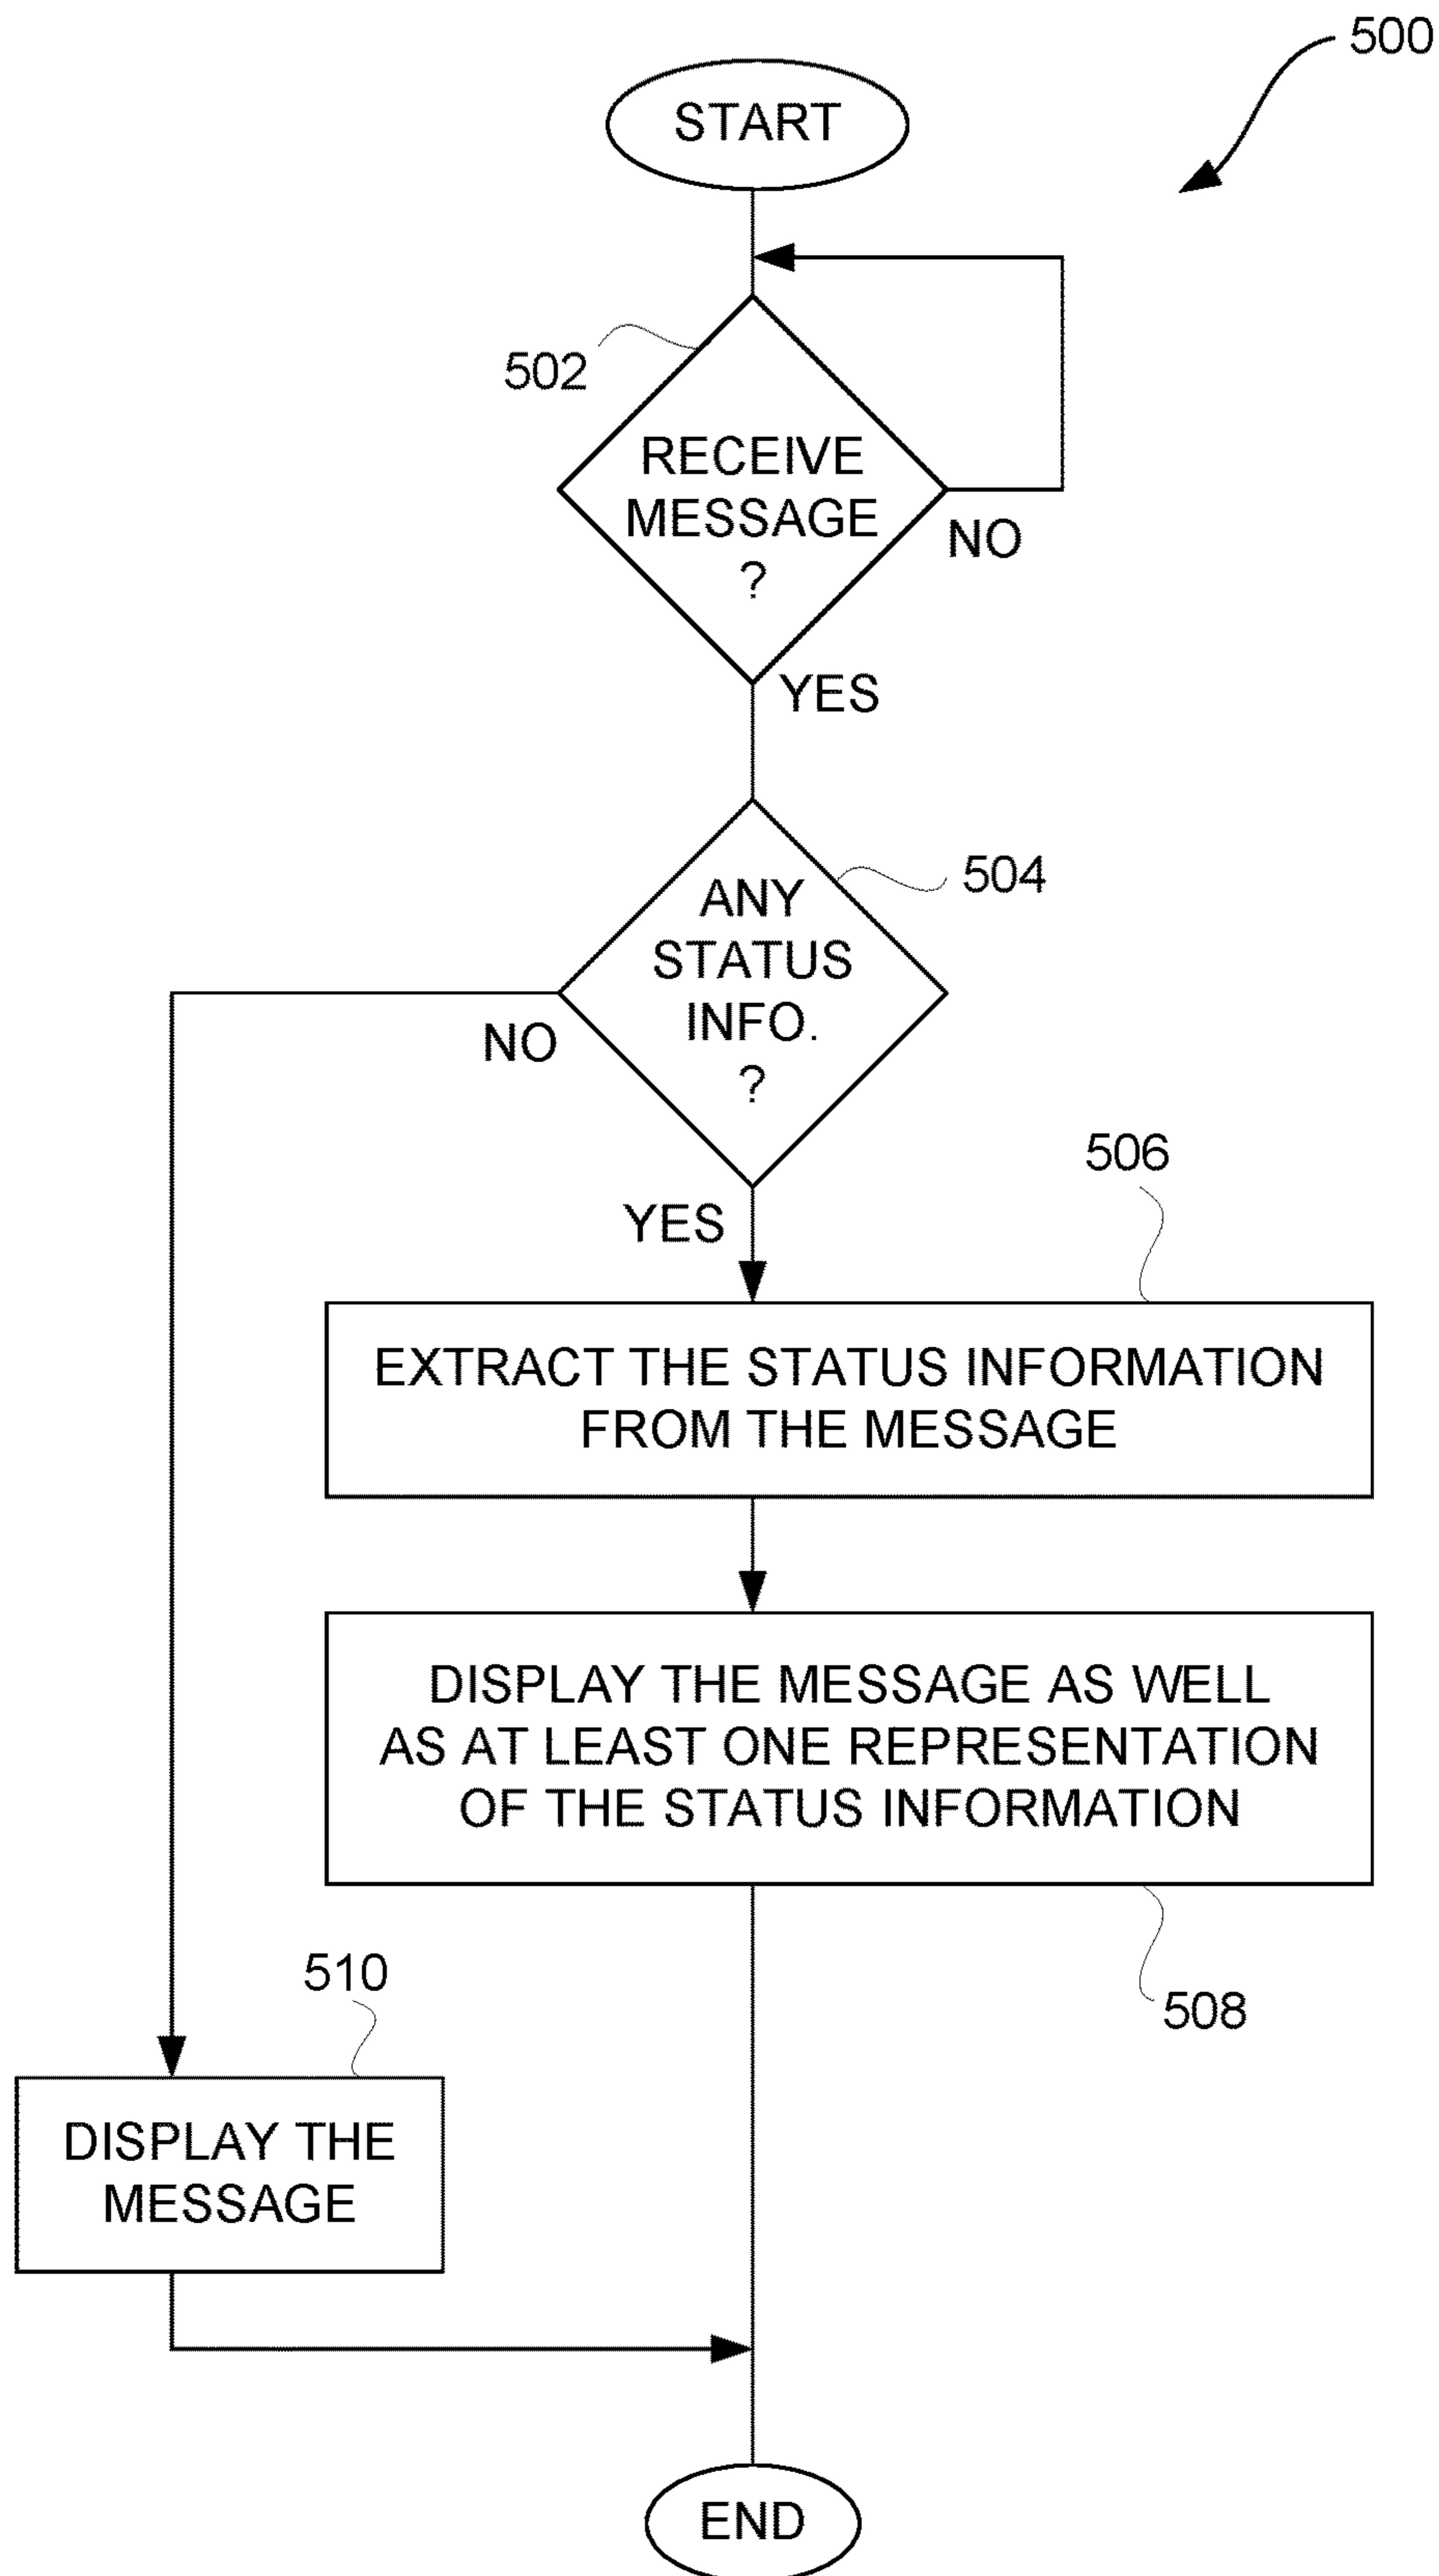 500
START
502
RECEIVE
MESSAGE
?
NO
YES
504
ANY
STATUS
INFO.
?
NO
YES
506
EXTRACT THE STATUS INFORMATION
FROM THE MESSAGE
DISPLAY THE MESSAGE AS WELL
AS AT LEAST ONE REPRESENTATION
OF THE STATUS INFORMATION
508
510
DISPLAY THE
MESSAGE
END